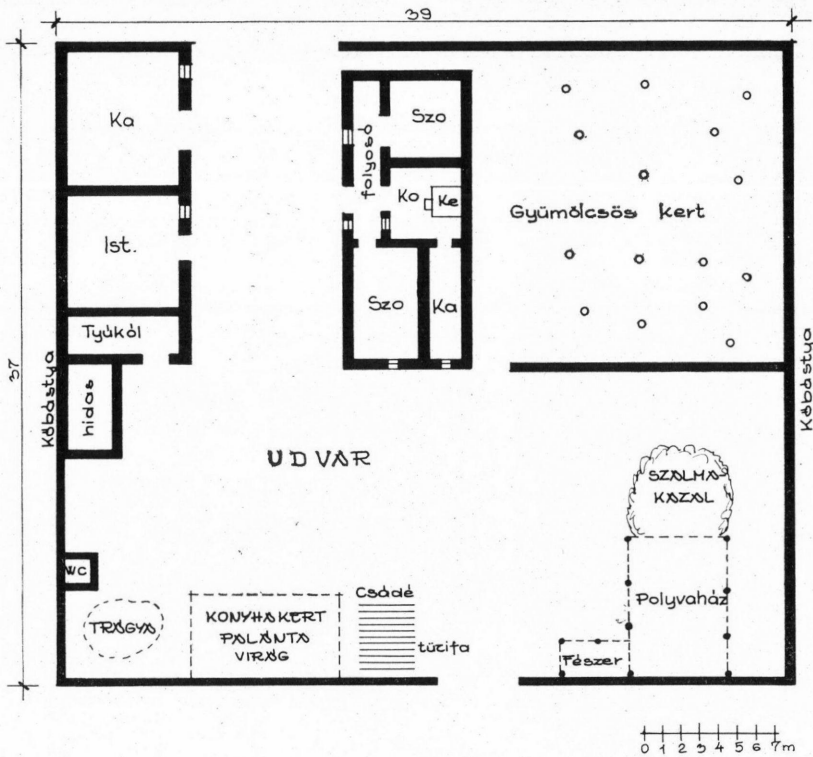 39
37
Ka
Ist.
Tyúkól
hidas
Kőbástya
WC
TRÁGYA
UDVAR
KONYHAKERT
PALÁNTA
VIRÁG
Csádé
tűzifa
folyosó
Szo
Ko
Ke
Szo
Ka
Gyümölcsös kert
Kőbástya
SZALMA
KAZAL
Polyvaház
Fészer
0 1 2 3 4 5 6 7m